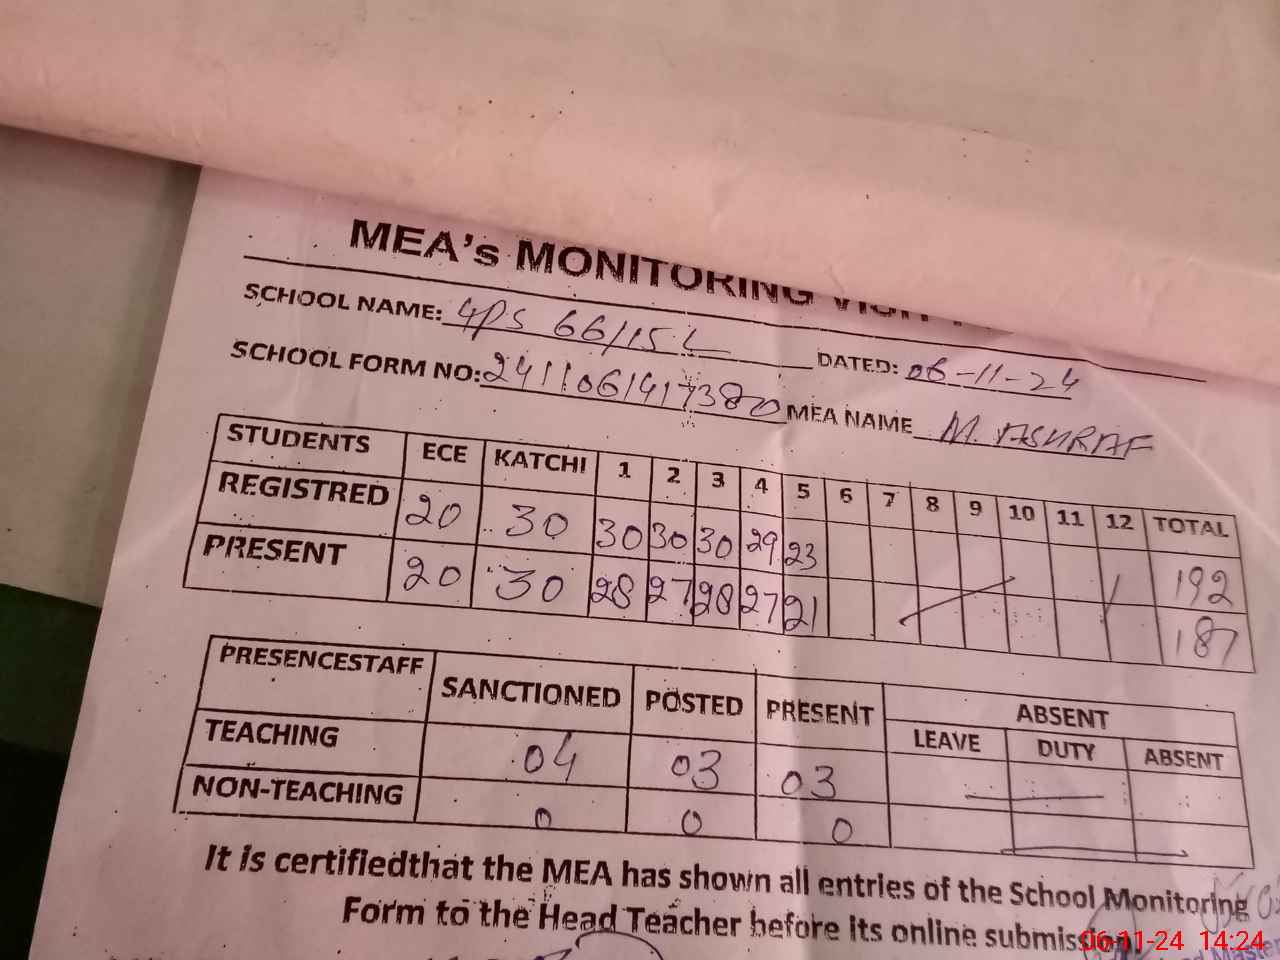 MEA's MONITORING VISIT
SCHOOL NAME: GPS 66/15 L DATED: 06-11-24
SCHOOL FORM NO: MEA NAME M. ASHRAF
STUDENTS ECE KATCHI 1 2 3 4 5 6 7 8 9 10 11 12 TOTAL
REGISTRED 20 30 30 30 30 29 23 192
PRESENT 20 30 28 27 28 27 21 187
PRESENCESTAFF SANCTIONED POSTED PRESENT ABSENT
LEAVE DUTY ABSENT
TEACHING 04 03 03
NON-TEACHING 0 0 0
It is certifiedthat the MEA has shown all entries of the School Monitoring
Form to the Head Teacher before its online submission.
06-11-24 14:24